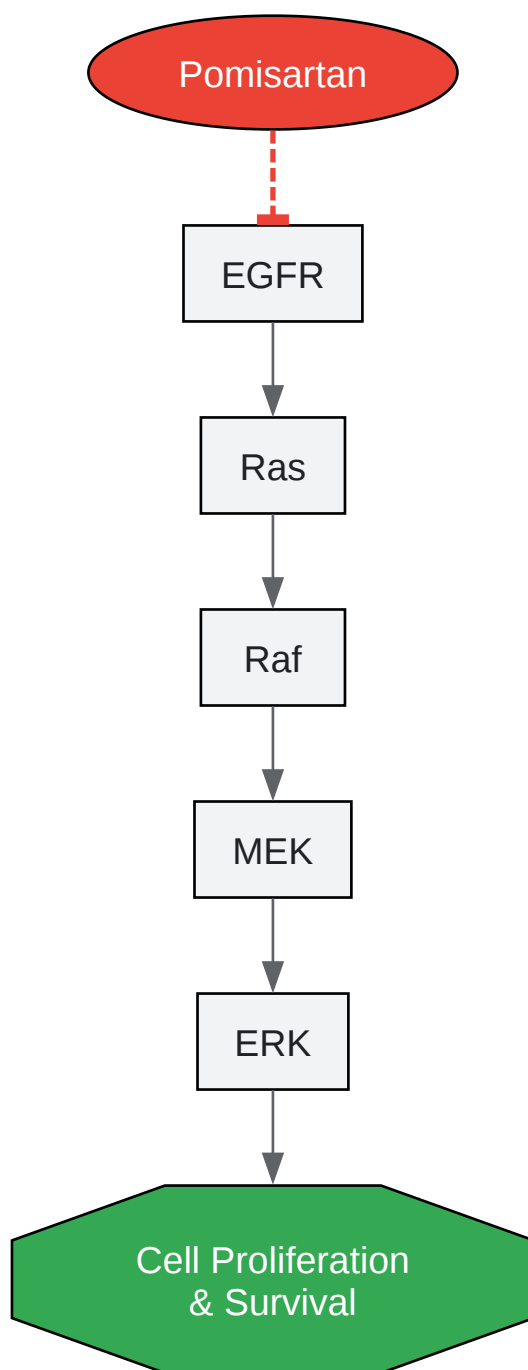 Pomisartan
EGFR
Ras
Raf
MEK
ERK
Cell Proliferation
& Survival